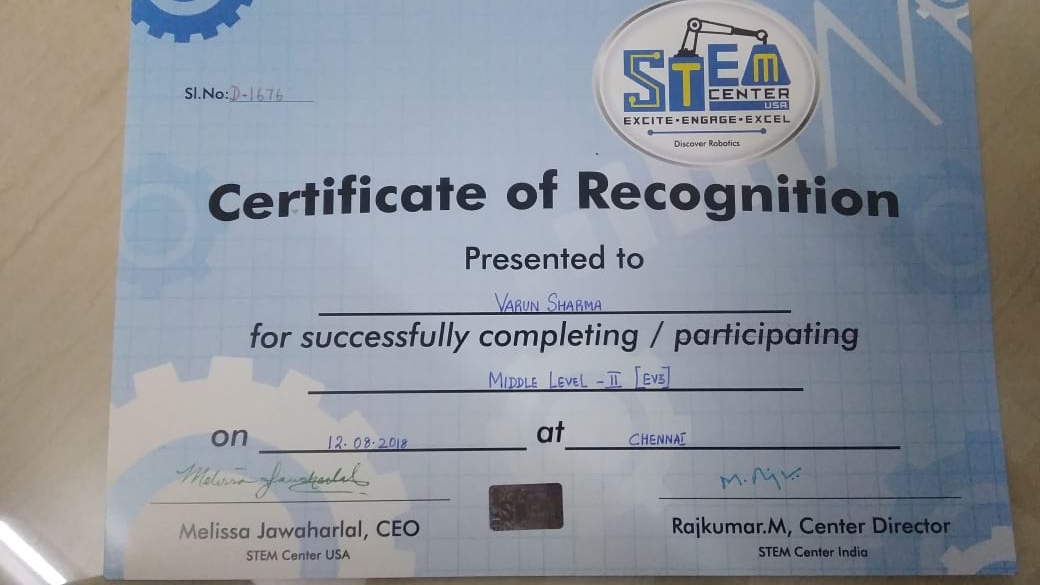 Sl.No: D-1676
STEM
CENTER
USA
EXCITE•ENGAGE•EXCEL
Discover Robotics
Certificate of Recognition
Presented to
VARUN SHARMA
for successfully completing / participating
MIDDLE LEVEL - II [EV3]
on 12.08.2018 at CHENNAI
Melissa Jawaharlal M. Raj.K
Melissa Jawaharlal, CEO Rajkumar.M, Center Director
STEM Center USA STEM Center India